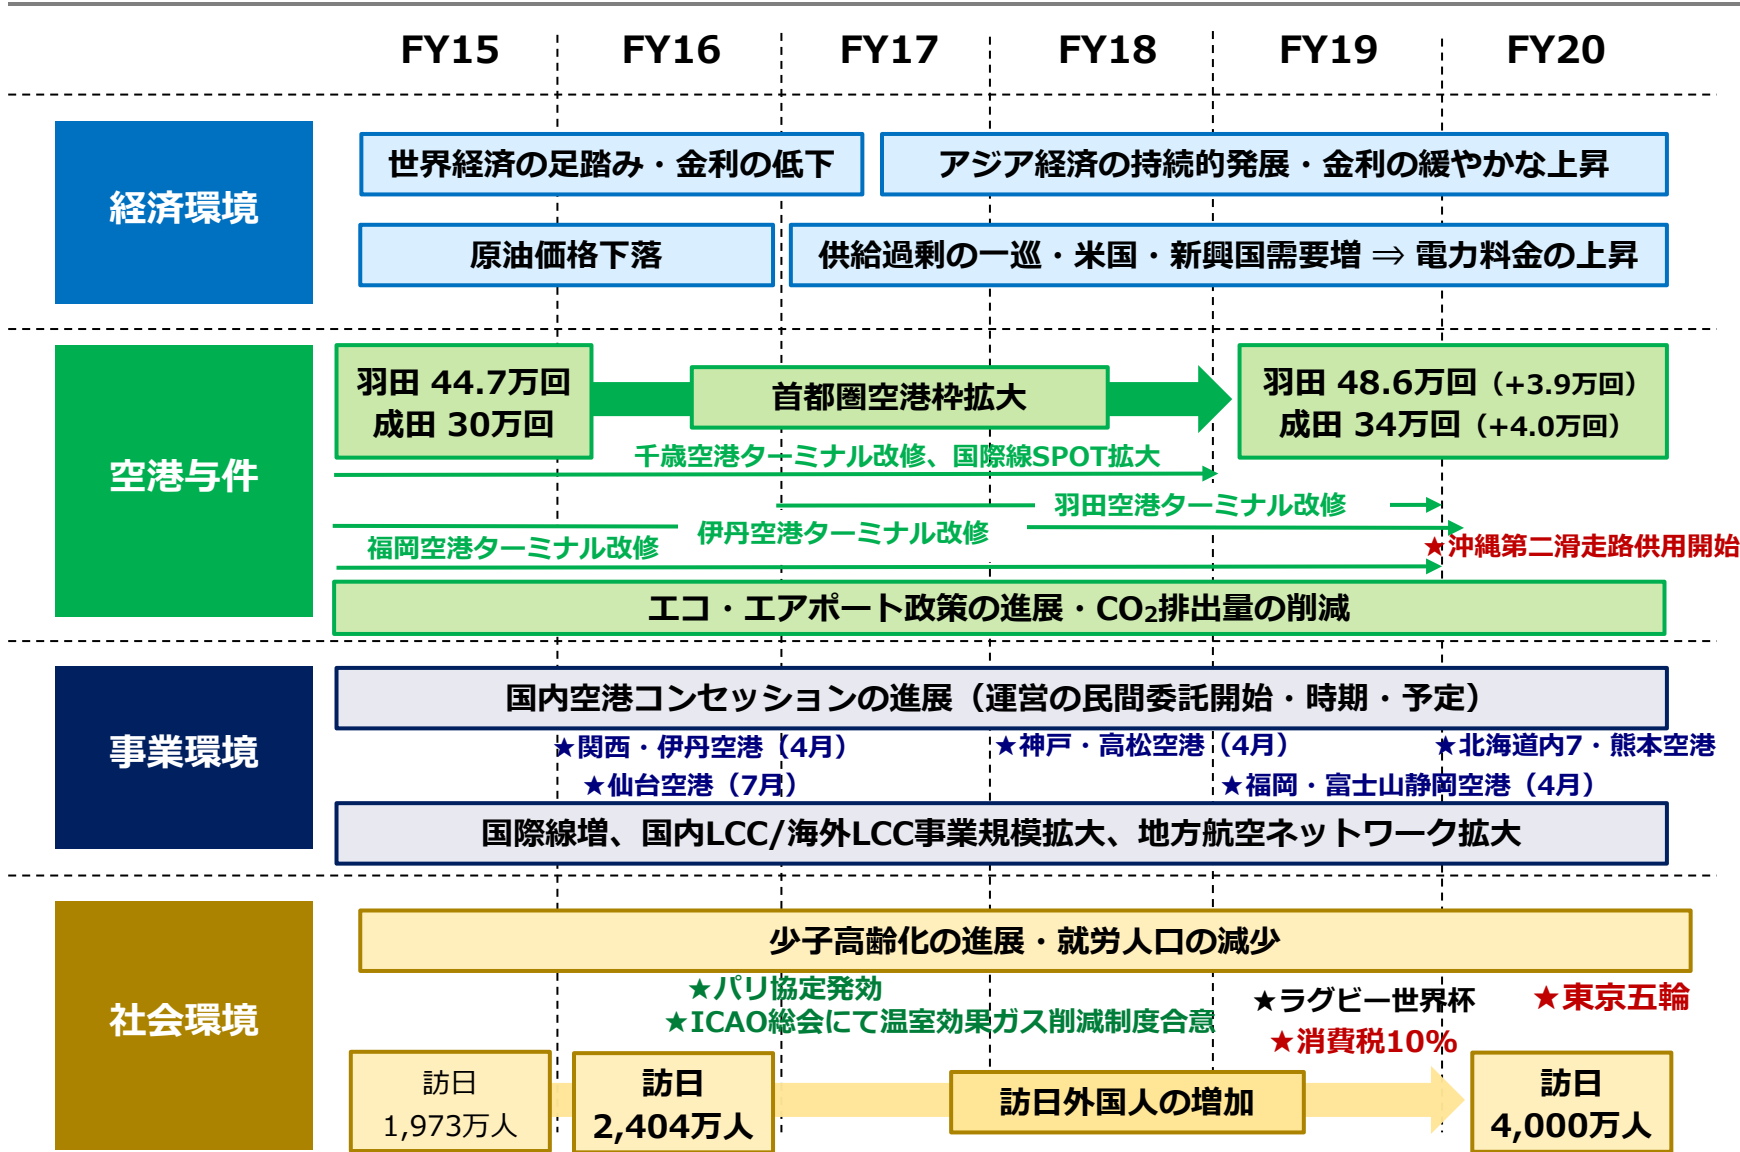 FY15 FY16 FY17 FY18 FY19 FY20
経済環境
世界経済の足踏み・金利の低下
アジア経済の持続的発展・金利の緩やかな上昇
原油価格下落
供給過剰の一巡・米国・新興国需要増 ⇒ 電力料金の上昇
空港与件
羽田 44.7万回
成田 30万回
首都圏空港枠拡大
羽田 48.6万回（+3.9万回）
成田 34万回（+4.0万回）
千歳空港ターミナル改修、国際線SPOT拡大
羽田空港ターミナル改修
伊丹空港ターミナル改修
福岡空港ターミナル改修
★沖縄第二滑走路供用開始
エコ・エアポート政策の進展・CO₂排出量の削減
事業環境
国内空港コンセッションの進展（運営の民間委託開始・時期・予定）
★関西・伊丹空港（4月）
★神戸・高松空港（4月）
★北海道内7・熊本空港
★仙台空港（7月）
★福岡・富士山静岡空港（4月）
国際線増、国内LCC/海外LCC事業規模拡大、地方航空ネットワーク拡大
社会環境
少子高齢化の進展・就労人口の減少
★パリ協定発効
★ICAO総会にて温室効果ガス削減制度合意
★ラグビー世界杯
★東京五輪
★消費税10%
訪日
1,973万人
訪日
2,404万人
訪日外国人の増加
訪日
4,000万人